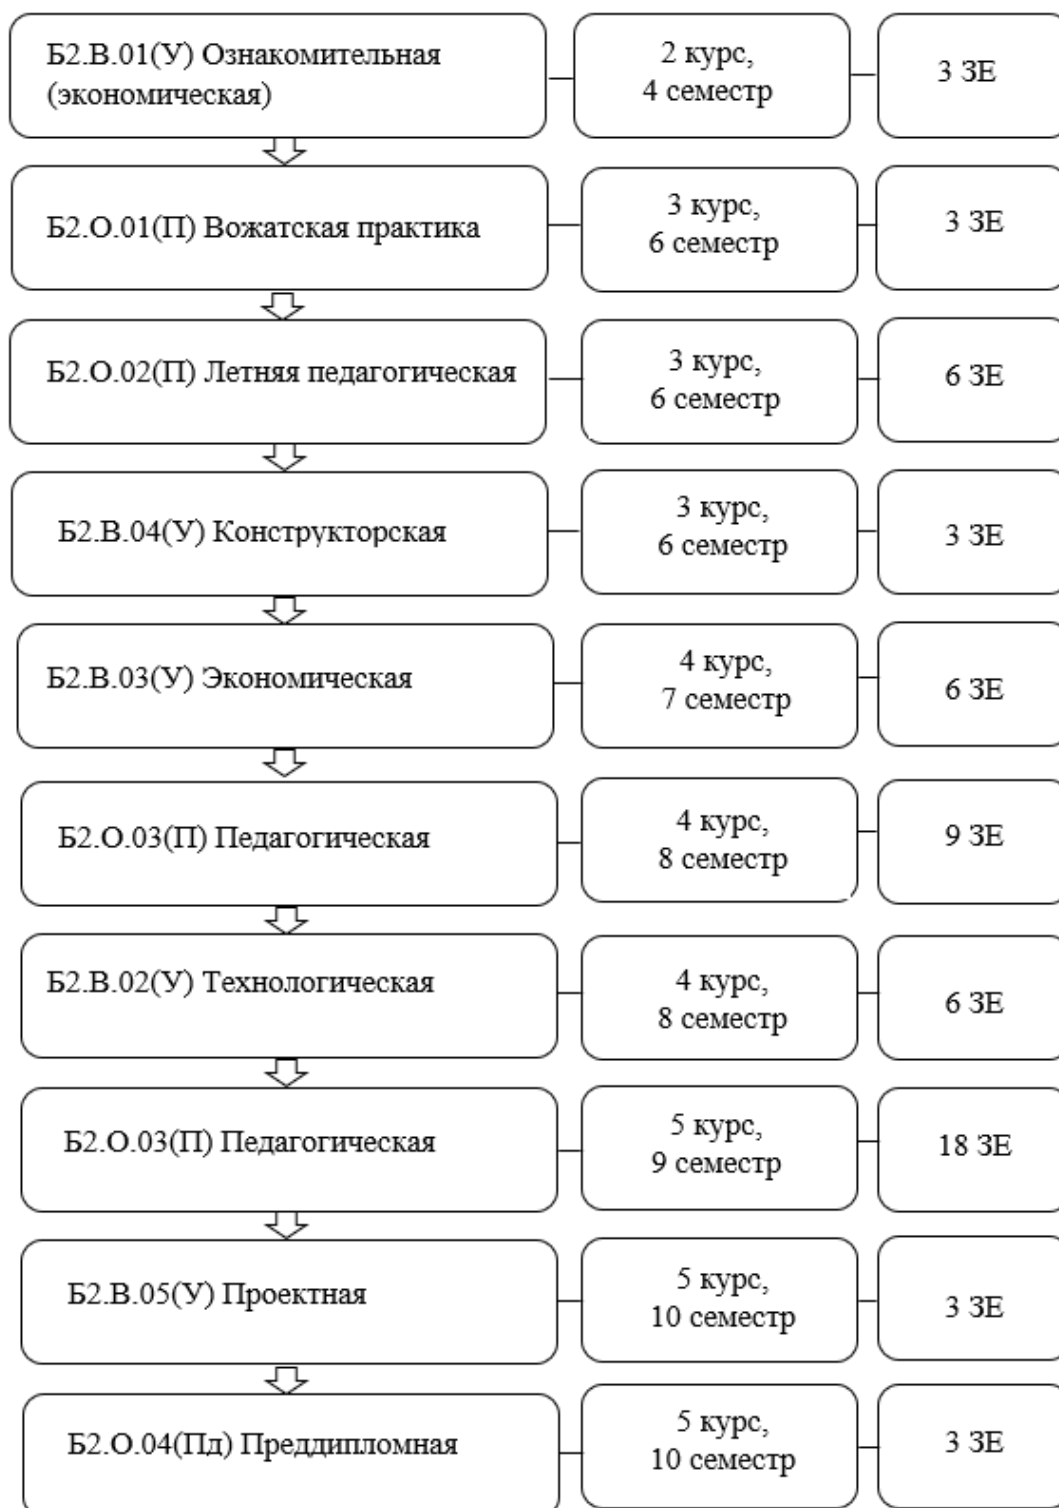 Б2.В.01(У) Ознакомительная
(экономическая)
2 курс,
4 семестр
3 ЗЕ
Б2.О.01(П) Вожатская практика
3 курс,
6 семестр
3 ЗЕ
Б2.О.02(П) Летняя педагогическая
3 курс,
6 семестр
6 ЗЕ
Б2.В.04(У) Конструкторская
3 курс,
6 семестр
3 ЗЕ
Б2.В.03(У) Экономическая
4 курс,
7 семестр
6 ЗЕ
Б2.О.03(П) Педагогическая
4 курс,
8 семестр
9 ЗЕ
Б2.В.02(У) Технологическая
4 курс,
8 семестр
6 ЗЕ
Б2.О.03(П) Педагогическая
5 курс,
9 семестр
18 ЗЕ
Б2.В.05(У) Проектная
5 курс,
10 семестр
3 ЗЕ
Б2.О.04(Пд) Преддипломная
5 курс,
10 семестр
3 ЗЕ